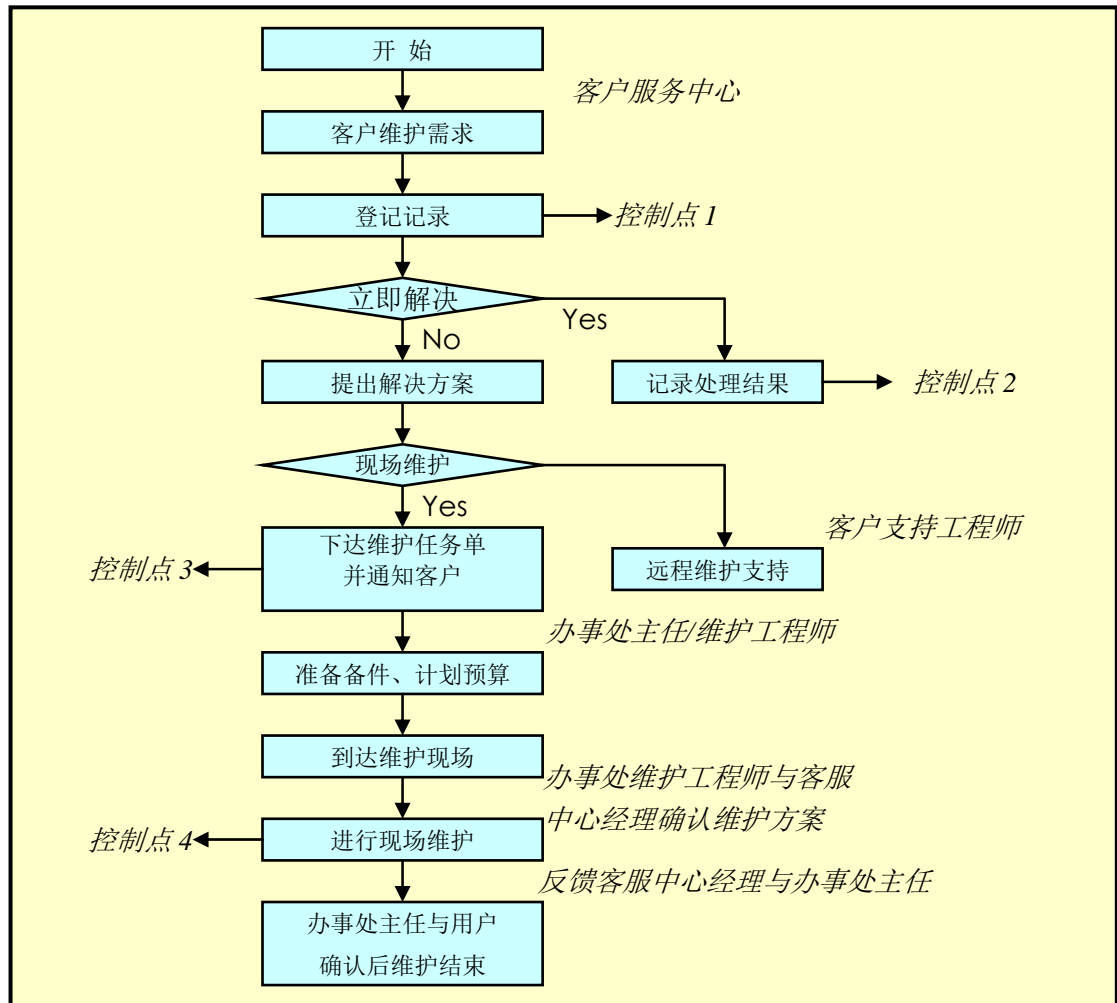 开 始
客户服务中心
客户维护需求
登记记录
控制点 1
立即解决
Yes
No
提出解决方案
记录处理结果
控制点 2
现场维护
Yes
客户支持工程师
下达维护任务单
并通知客户
控制点 3
远程维护支持
办事处主任/维护工程师
准备备件、计划预算
到达维护现场
办事处维护工程师与客服
中心经理确认维护方案
控制点 4
进行现场维护
反馈客服中心经理与办事处主任
办事处主任与用户
确认后维护结束